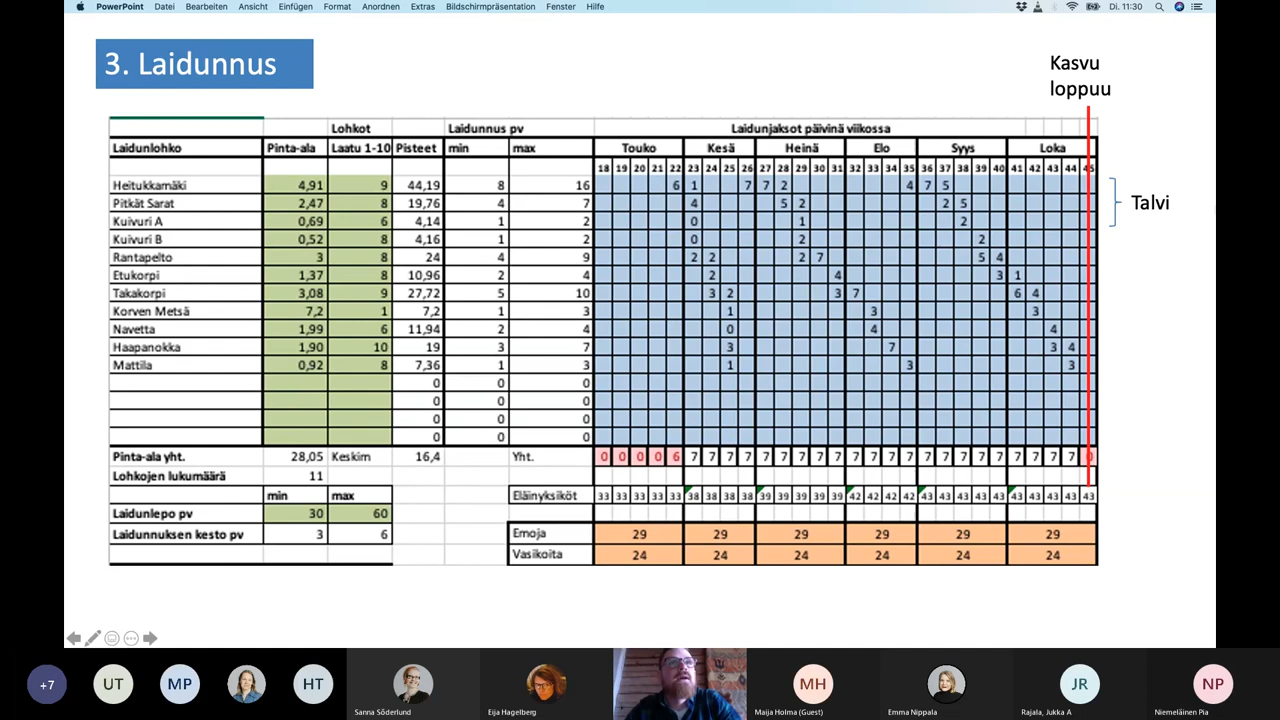 PowerPoint Datei Bearbeiten Ansicht Einfügen Format Anordnen Extras Bildschirmpräsentation Fenster Hilfe Di. 11:30
3. Laidunnus
Kasvu
loppuu
Lohkot Laidunnus pv Laidunjaksot päivinä viikossa
Laidunlohko Pinta-ala Laatu 1-10 Pisteet min max Touko Kesä Heinä Elo Syys Loka
18 19 20 21 22 23 24 25 26 27 28 29 30 31 32 33 34 35 36 37 38 39 40 41 42 43 44 45
Heitukkamäki 4,91 9 44,19 8 16 6 1 7 7 2 4 7 5
Pitkät Sarat 2,47 8 19,76 4 7 4 5 2 2 5
Talvi
Kuivuri A 0,69 6 4,14 1 2 0 1 2
Kuivuri B 0,52 8 4,16 1 2 0 2 2
Rantapelto 3 8 24 4 9 2 2 2 7 5 4
Etukorpi 1,37 8 10,96 2 4 2 4 3 1
Takakorpi 3,08 9 27,72 5 10 3 2 3 7 6 4
Korven Metsä 7,2 1 7,2 1 3 1 3 3
Navetta 1,99 6 11,94 2 4 0 4 4
Haapanokka 1,90 10 19 3 7 3 7 3 4
Mattila 0,92 8 7,36 1 3 1 3 3
0 0 0
0 0 0
0 0 0
0 0 0
Pinta-ala yht. 28,05 Keskim 16,4 Yht. 0 0 0 0 6 7 7 7 7 7 7 7 7 7 7 7 7 7 7 7 7 7 7 7 7 7 7 0
Lohkojen lukumäärä 11
min max Eläinyksiköt 33 33 33 33 33 38 38 38 38 39 39 39 39 39 42 42 42 42 43 43 43 43 43 43 43 43 43 43
Laidunlepo pv 30 60
Laidunnuksen kesto pv 3 6 Emoja 29 29 29 29 29 29
Vasikoita 24 24 24 24 24 24
+7 UT MP HT MH JR NP
Sanna Söderlund Eija Hagelberg Maija Holma (Guest) Emma Nippala Rajala, Jukka A Niemeläinen Pia